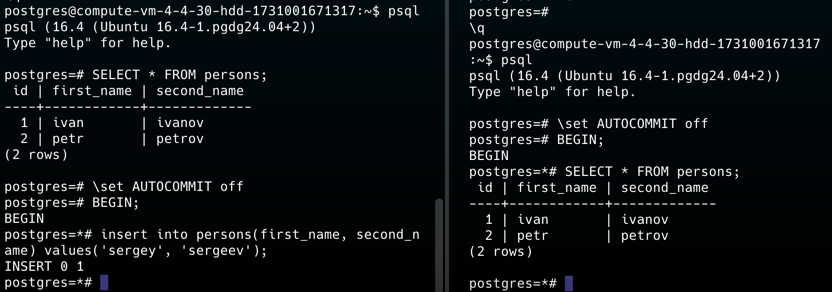 postgres@compute-vm-4-4-30-hdd-1731001671317:~$ psql
psql (16.4 (Ubuntu 16.4-1.pgdg24.04+2))
Type "help" for help.

postgres=# SELECT * FROM persons;
 id | first_name | second_name
----+------------+-------------
  1 | ivan       | ivanov
  2 | petr       | petrov
(2 rows)

postgres=# \set AUTOCOMMIT off
postgres=# BEGIN;
BEGIN
postgres=*# insert into persons(first_name, second_n
ame) values('sergey', 'sergeev');
INSERT 0 1
postgres=*#

postgres=#
\q
postgres@compute-vm-4-4-30-hdd-1731001671317
:~$ psql
psql (16.4 (Ubuntu 16.4-1.pgdg24.04+2))
Type "help" for help.

postgres=# \set AUTOCOMMIT off
postgres=# BEGIN;
BEGIN
postgres=*# SELECT * FROM persons;
 id | first_name | second_name
----+------------+-------------
  1 | ivan       | ivanov
  2 | petr       | petrov
(2 rows)

postgres=*#